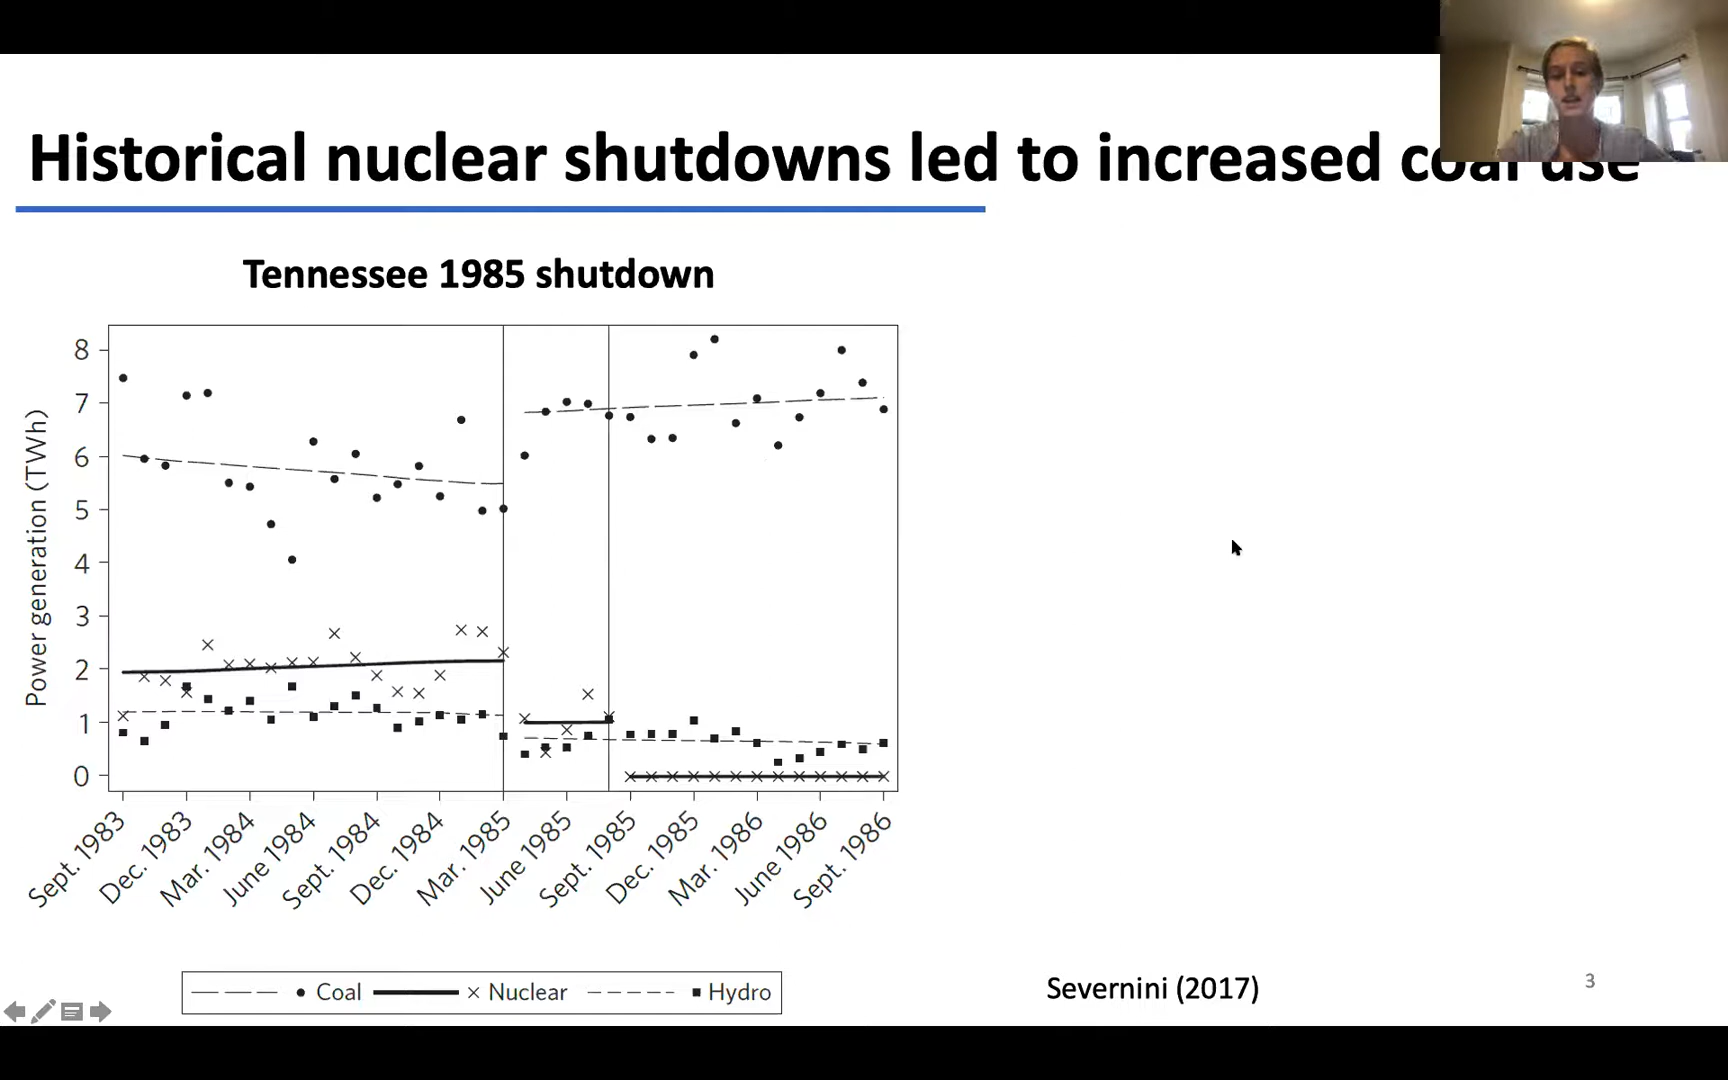 Historical nuclear shutdowns led to increased coal use
Tennessee 1985 shutdown
Power generation (TWh)
8
7
6
5
4
3
2
1
0
Sept. 1983
Dec. 1983
Mar. 1984
June 1984
Sept. 1984
Dec. 1984
Mar. 1985
June 1985
Sept. 1985
Dec. 1985
Mar. 1986
June 1986
Sept. 1986
Coal Nuclear Hydro
Severnini (2017)
3